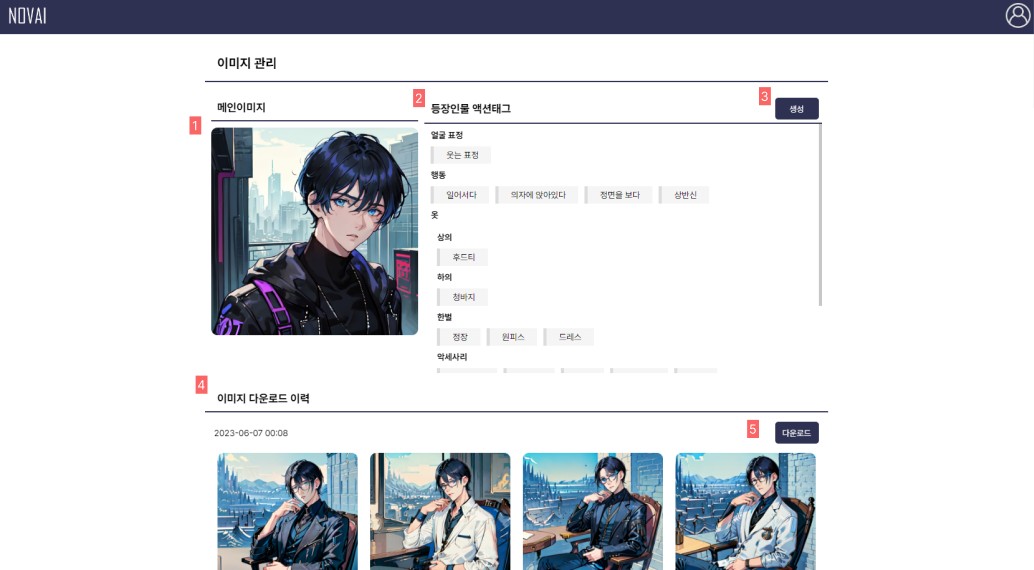 NOVAI
이미지 관리
1
메인이미지
2
등장인물 액션태그
3
생성
얼굴 표정
웃는 표정
행동
일어서다
의자에 앉아있다
정면을 보다
상반신
옷
상의
후드티
하의
청바지
한벌
정장
원피스
드레스
악세사리
4
이미지 다운로드 이력
2023-06-07 00:08
5
다운로드